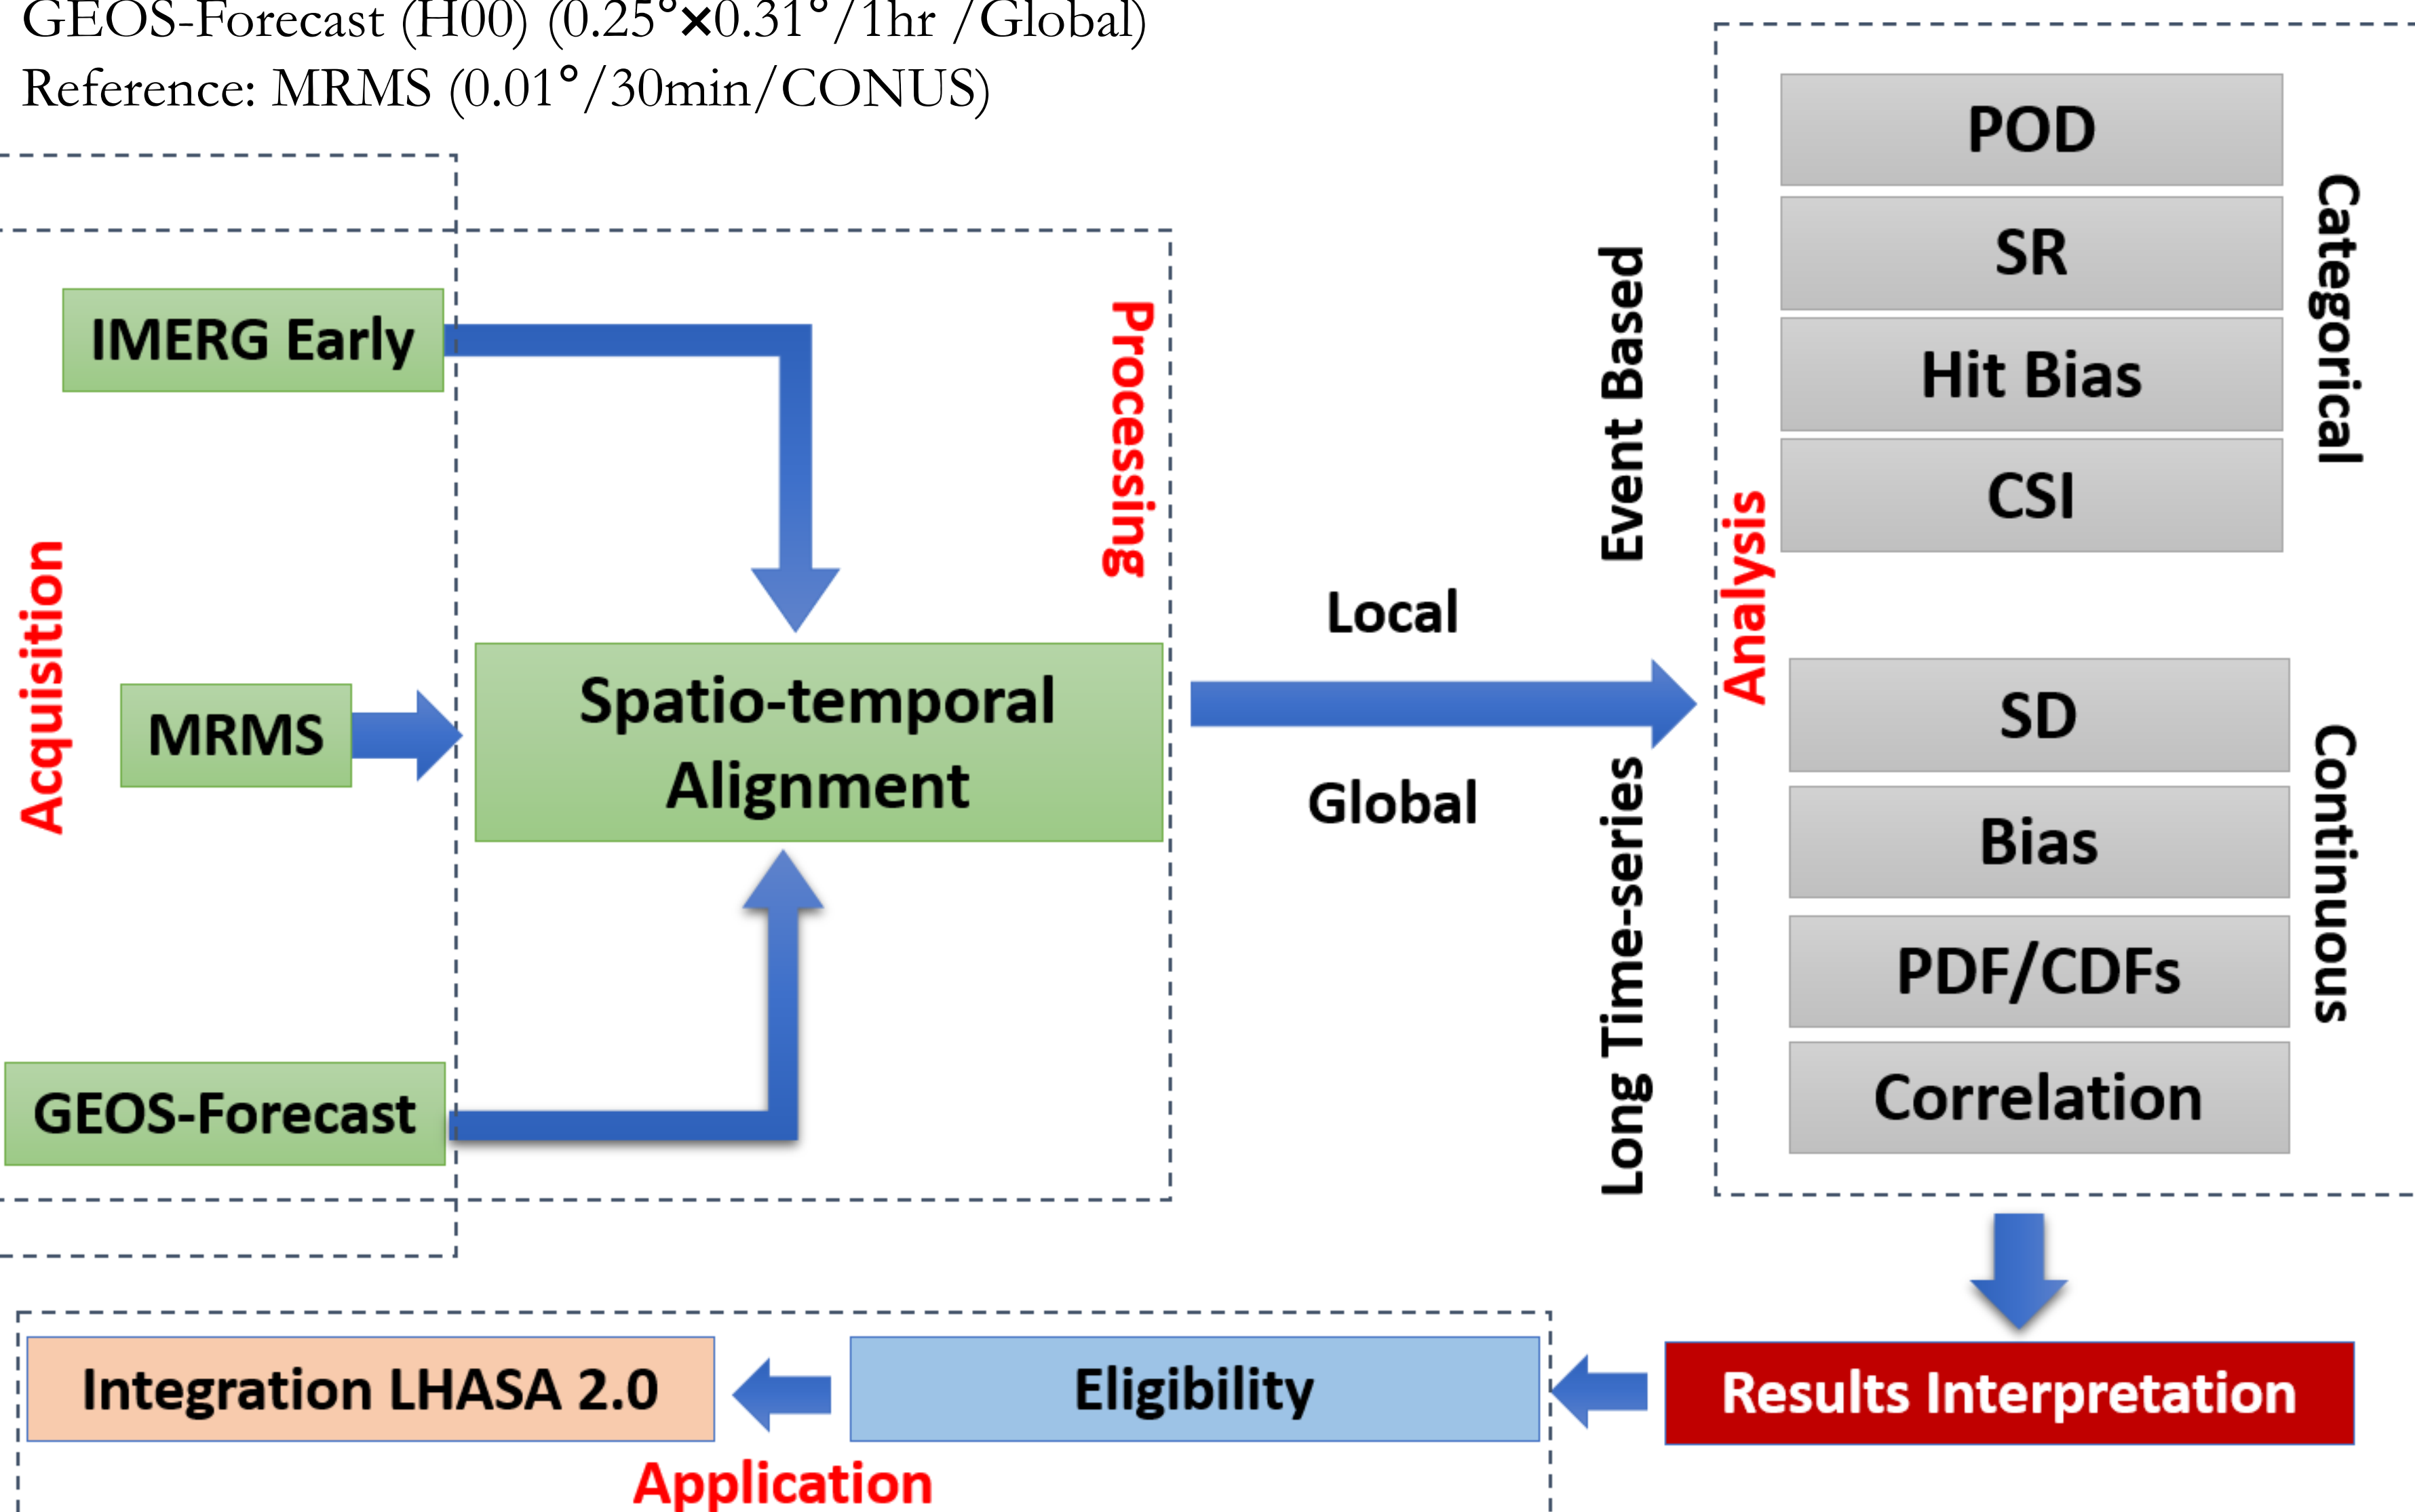 GEOS-Forecast (H00) (0.25°×0.31°/1hr /Global)
Reference: MRMS (0.01°/30min/CONUS)
Acquisition
IMERG Early
MRMS
GEOS-Forecast
Processing
Spatio-temporal
Alignment
Local
Global
Event Based
Long Time-series
Analysis
POD
SR
Hit Bias
CSI
Categorical
SD
Bias
PDF/CDFs
Correlation
Continuous
Integration LHASA 2.0
Eligibility
Results Interpretation
Application